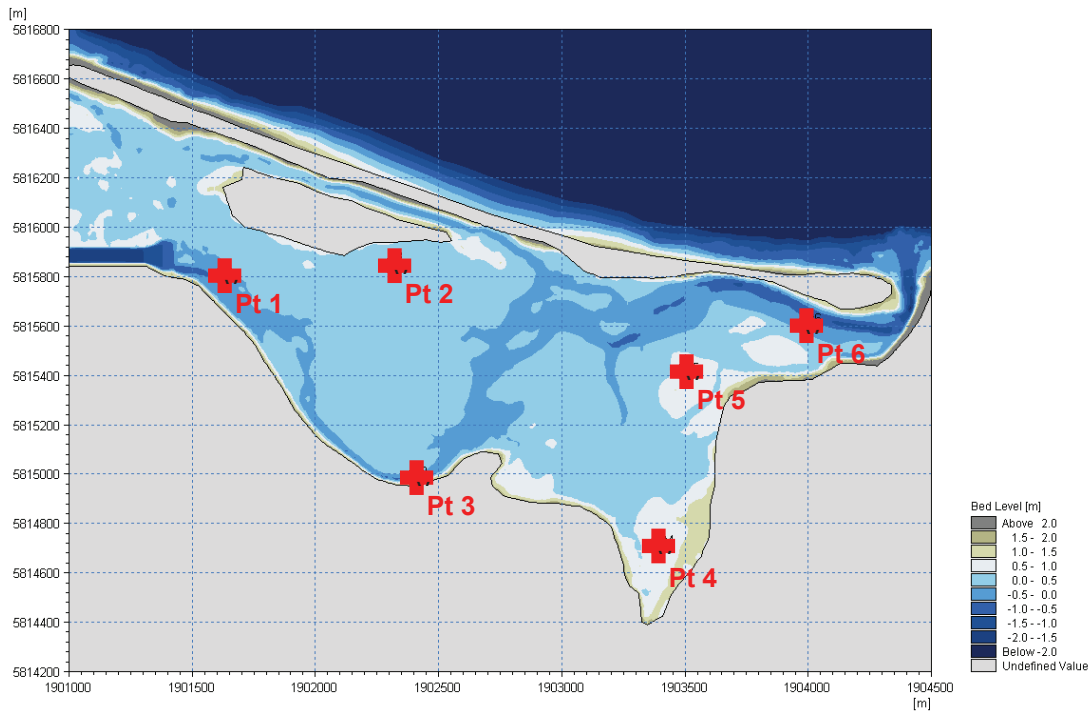 [m]
5816800
5816600
5816400
5816200
5816000
5815800
5815600
5815400
5815200
5815000
5814800
5814600
5814400
5814200
Pt 1
Pt 2
Pt 3
Pt 4
Pt 5
Pt 6
1901000 1901500 1902000 1902500 1903000 1903500 1904000 1904500
[m]
Bed Level [m]
Above 2.0
1.5 - 2.0
1.0 - 1.5
0.5 - 1.0
0.0 - 0.5
-0.5 - 0.0
-1.0 - -0.5
-1.5 - -1.0
-2.0 - -1.5
Below -2.0
Undefined Value